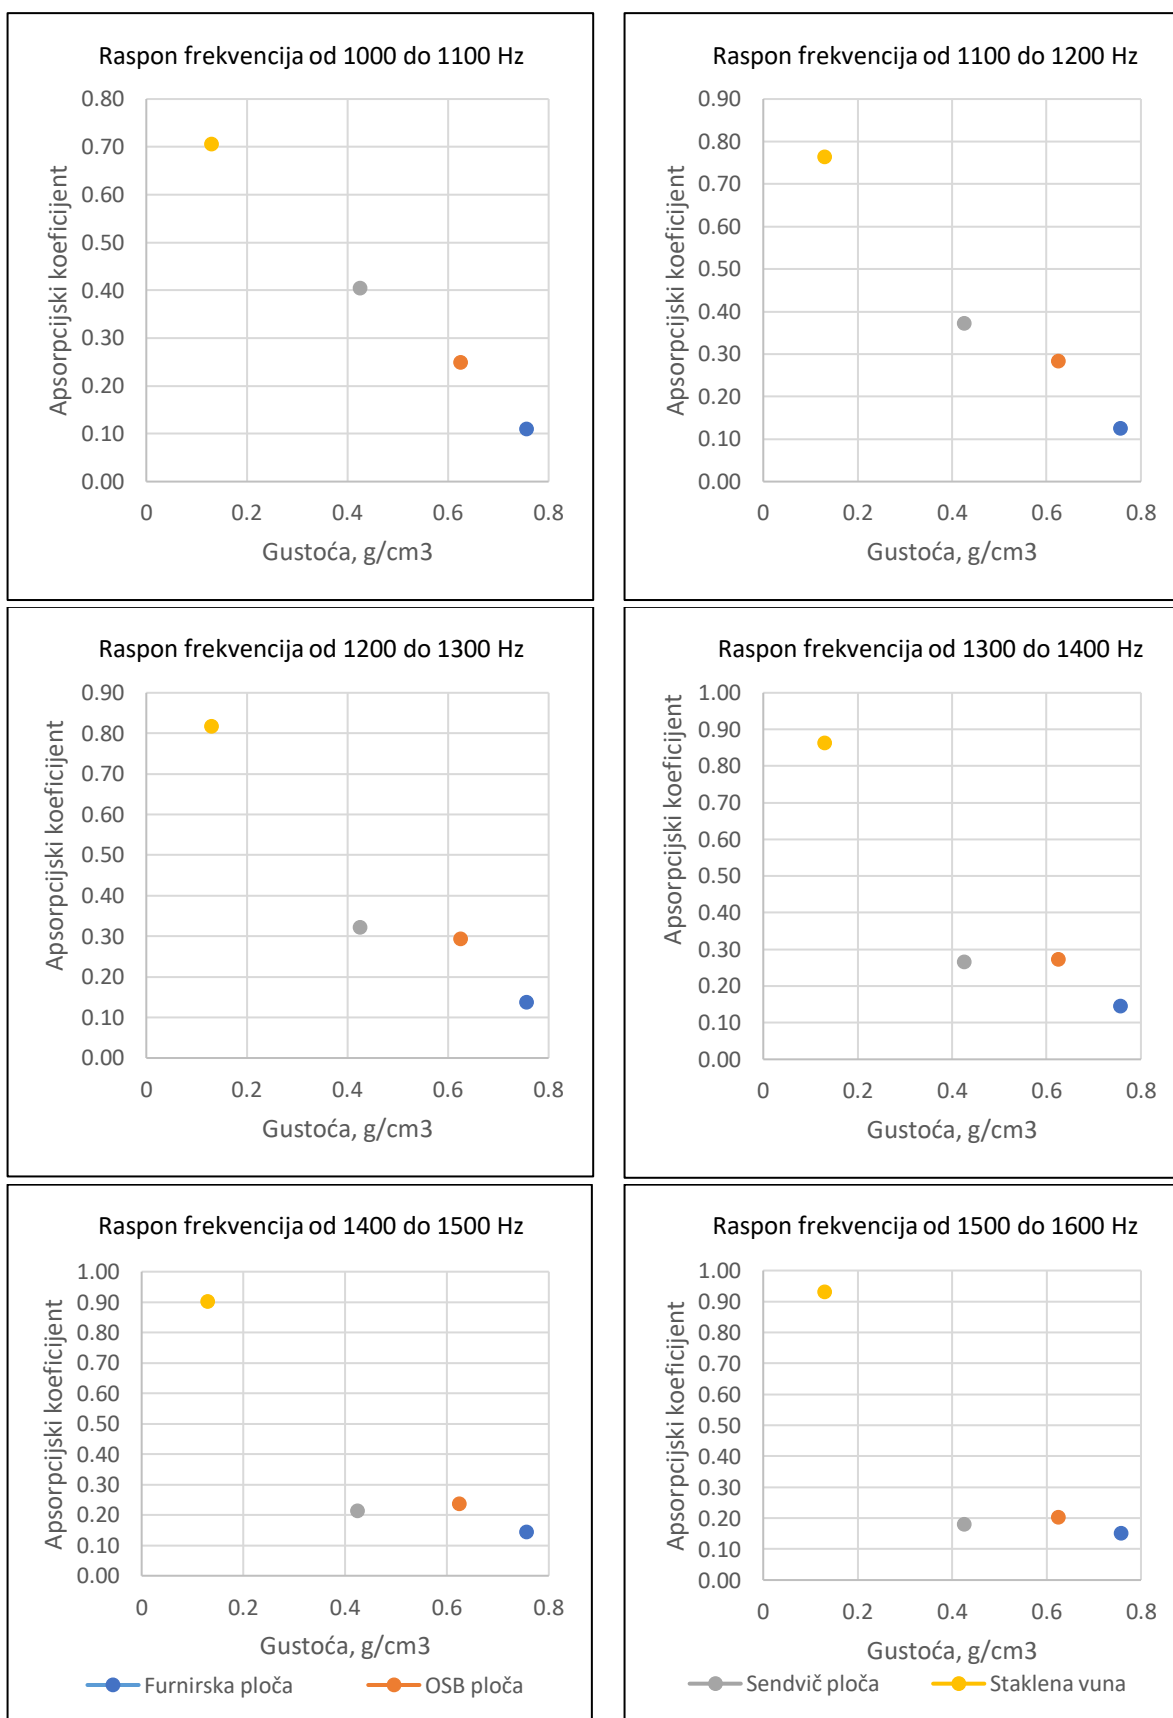 Raspon frekvencija od 1000 do 1100 Hz
Apsorpcijski koeficijent
0.80
0.70
0.60
0.50
0.40
0.30
0.20
0.10
0.00
0 0.2 0.4 0.6 0.8
Gustoća, g/cm3
Raspon frekvencija od 1100 do 1200 Hz
Apsorpcijski koeficijent
0.90
0.80
0.70
0.60
0.50
0.40
0.30
0.20
0.10
0.00
0 0.2 0.4 0.6 0.8
Gustoća, g/cm3
Raspon frekvencija od 1200 do 1300 Hz
Apsorpcijski koeficijent
0.90
0.80
0.70
0.60
0.50
0.40
0.30
0.20
0.10
0.00
0 0.2 0.4 0.6 0.8
Gustoća, g/cm3
Raspon frekvencija od 1300 do 1400 Hz
Apsorpcijski koeficijent
1.00
0.90
0.80
0.70
0.60
0.50
0.40
0.30
0.20
0.10
0.00
0 0.2 0.4 0.6 0.8
Gustoća, g/cm3
Raspon frekvencija od 1400 do 1500 Hz
Apsorpcijski koeficijent
1.00
0.90
0.80
0.70
0.60
0.50
0.40
0.30
0.20
0.10
0.00
0 0.2 0.4 0.6 0.8
Gustoća, g/cm3
Furnirska ploča OSB ploča
Raspon frekvencija od 1500 do 1600 Hz
Apsorpcijski koeficijent
1.00
0.90
0.80
0.70
0.60
0.50
0.40
0.30
0.20
0.10
0.00
0 0.2 0.4 0.6 0.8
Gustoća, g/cm3
Sendvič ploča Staklena vuna